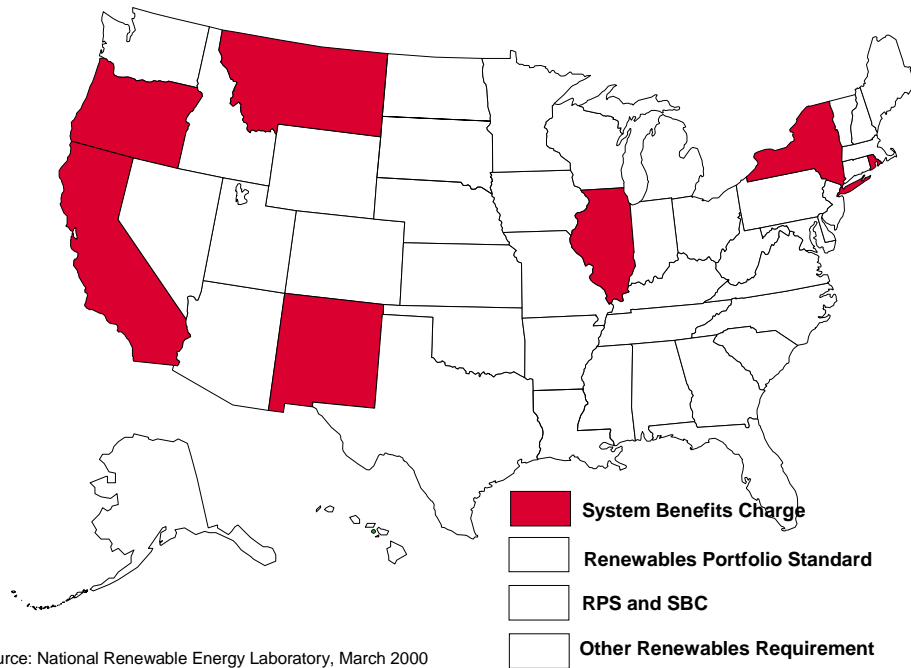 System Benefits Charge
Renewables Portfolio Standard
RPS and SBC
Other Renewables Requirement
urce: National Renewable Energy Laboratory, March 2000